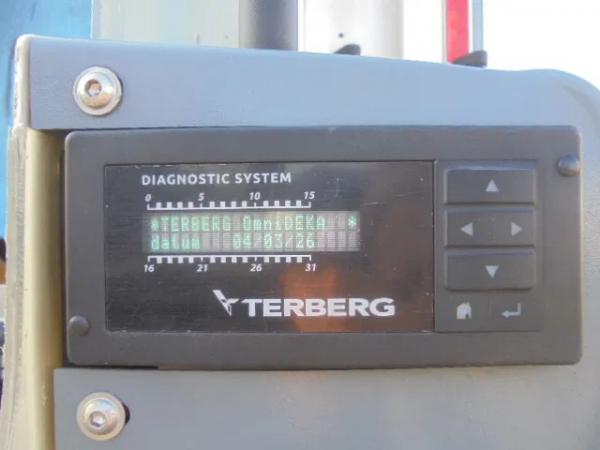 DIAGNOSTIC SYSTEM
0 5 10 15
*TERBERG OmniDEKA *
datum 04/03/26
16 21 26 31
TERBERG